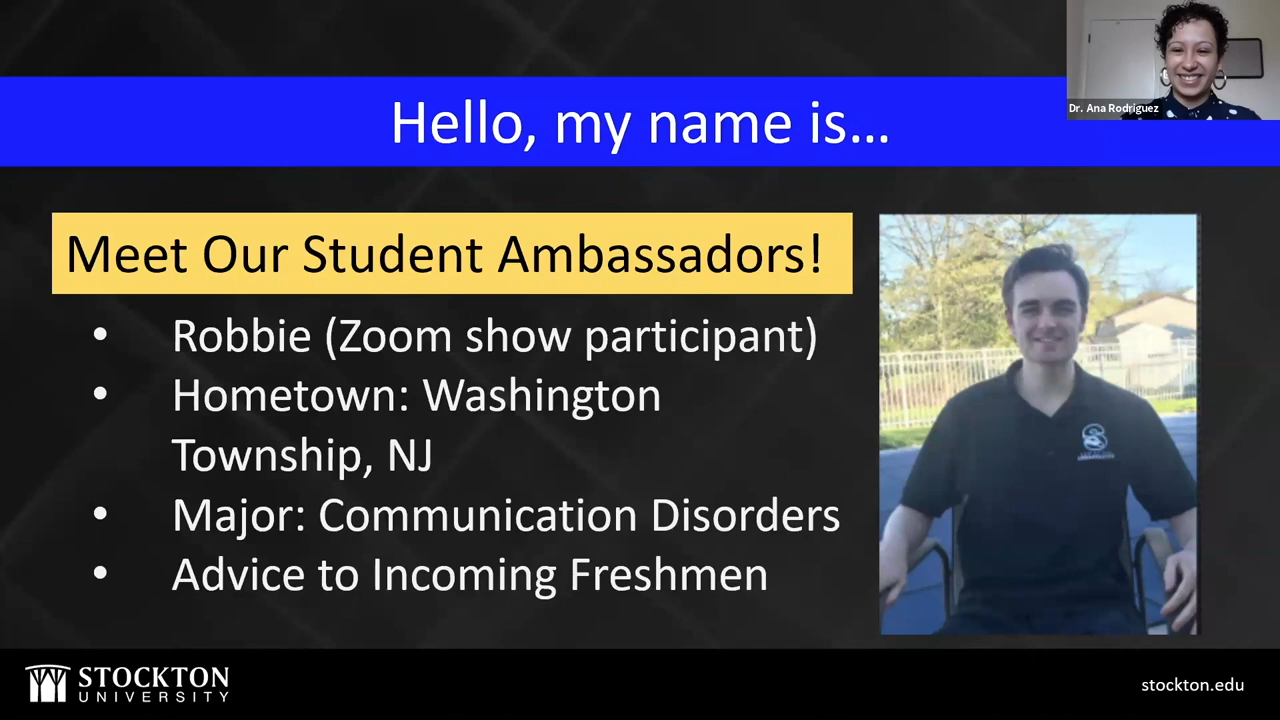 Hello, my name is…
Dr. Ana Rodríguez
Meet Our Student Ambassadors!
• Robbie (Zoom show participant)
• Hometown: Washington
Township, NJ
• Major: Communication Disorders
• Advice to Incoming Freshmen
STOCKTON
UNIVERSITY
stockton.edu